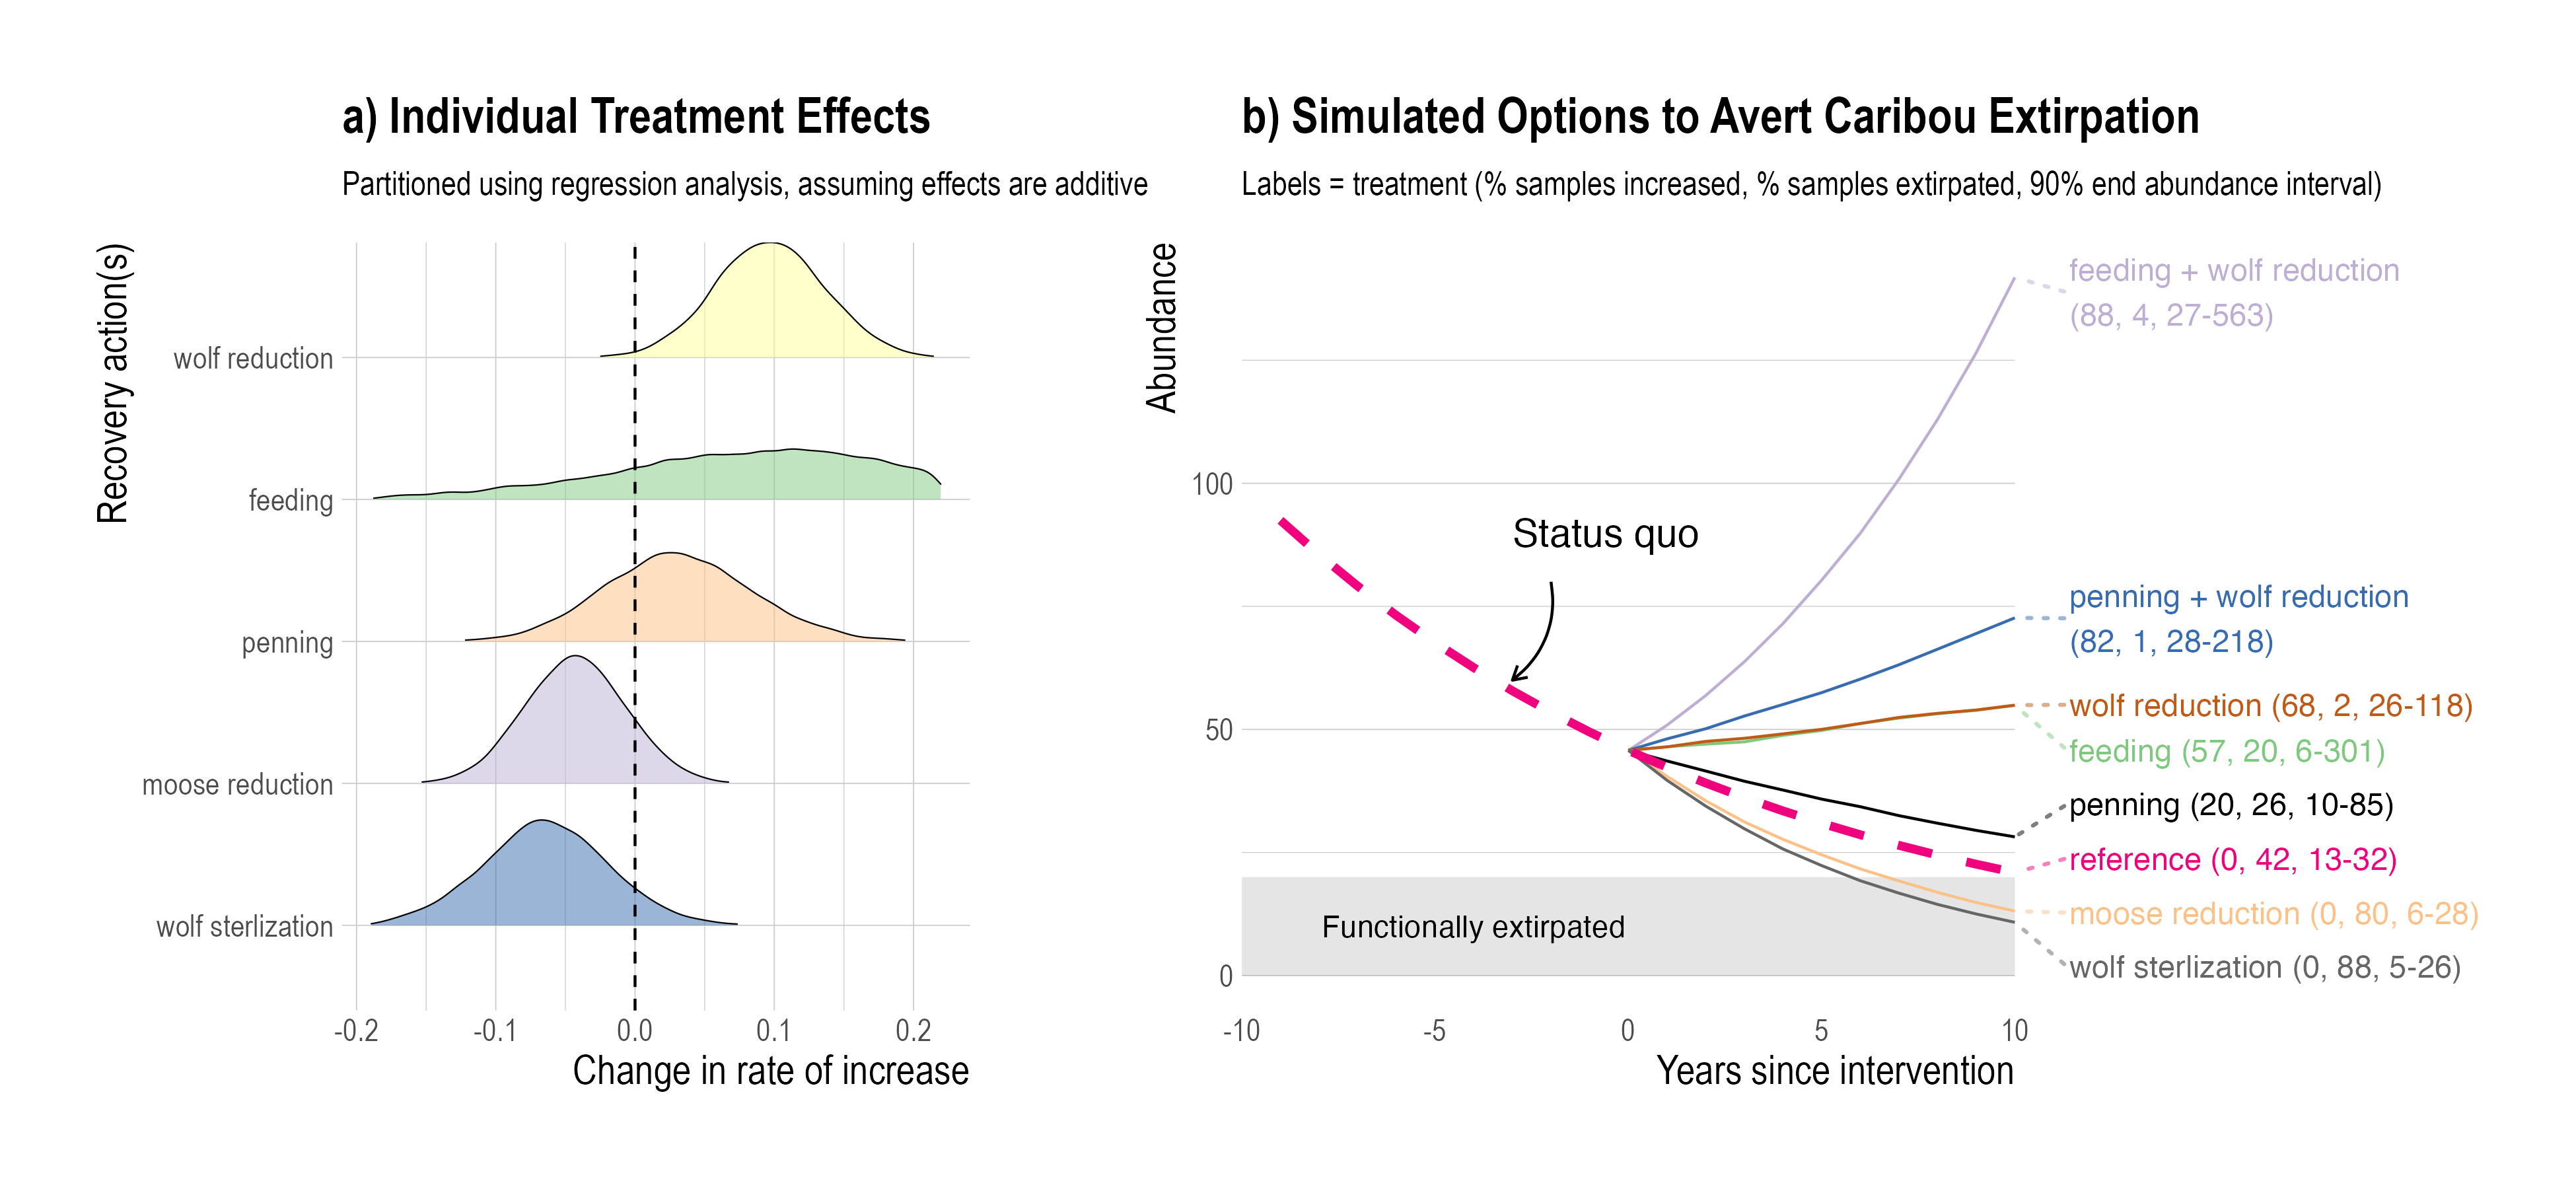 a) Individual Treatment Effects
Partitioned using regression analysis, assuming effects are additive
Recovery action(s)
wolf reduction
feeding
penning
moose reduction
wolf sterlization
-0.2
-0.1
0.0
0.1
0.2
Change in rate of increase
b) Simulated Options to Avert Caribou Extirpation
Labels = treatment (% samples increased, % samples extirpated, 90% end abundance interval)
Abundance
100
50
0
Status quo
Functionally extirpated
feeding + wolf reduction
(88, 4, 27-563)
penning + wolf reduction
(82, 1, 28-218)
wolf reduction (68, 2, 26-118)
feeding (57, 20, 6-301)
penning (20, 26, 10-85)
reference (0, 42, 13-32)
moose reduction (0, 80, 6-28)
wolf sterlization (0, 88, 5-26)
-10
-5
0
5
10
Years since intervention